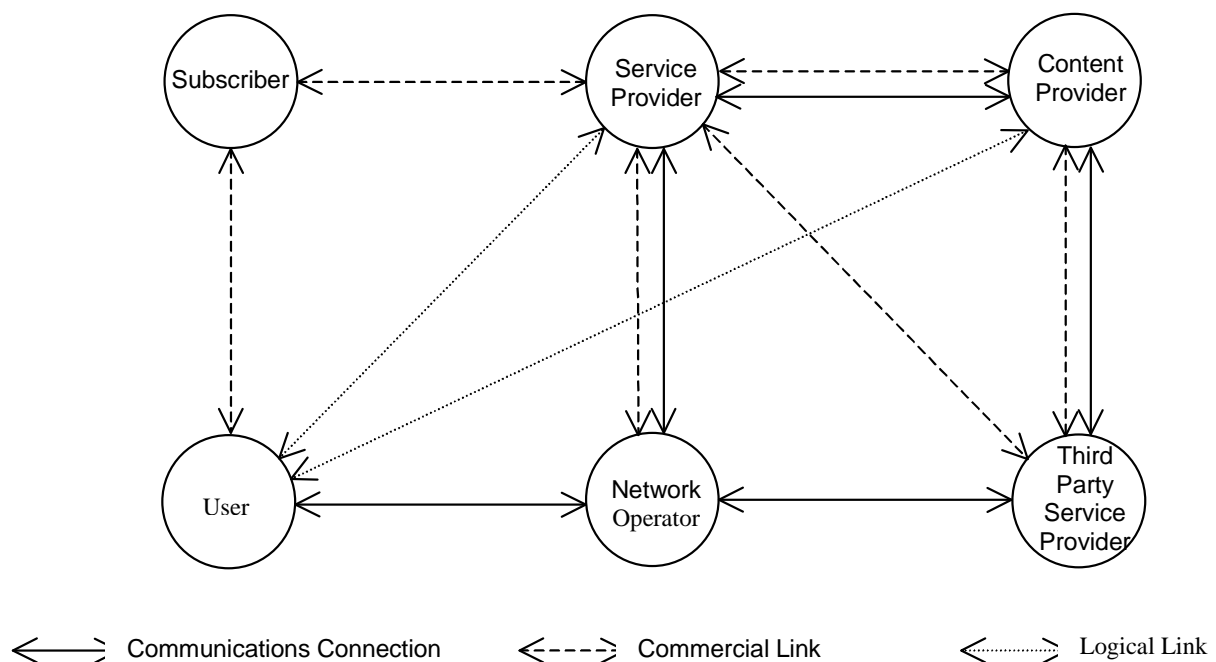 Subscriber
Service
Provider
Content
Provider
User
Network
Operator
Third
Party
Service
Provider
Communications Connection
Commercial Link
Logical Link